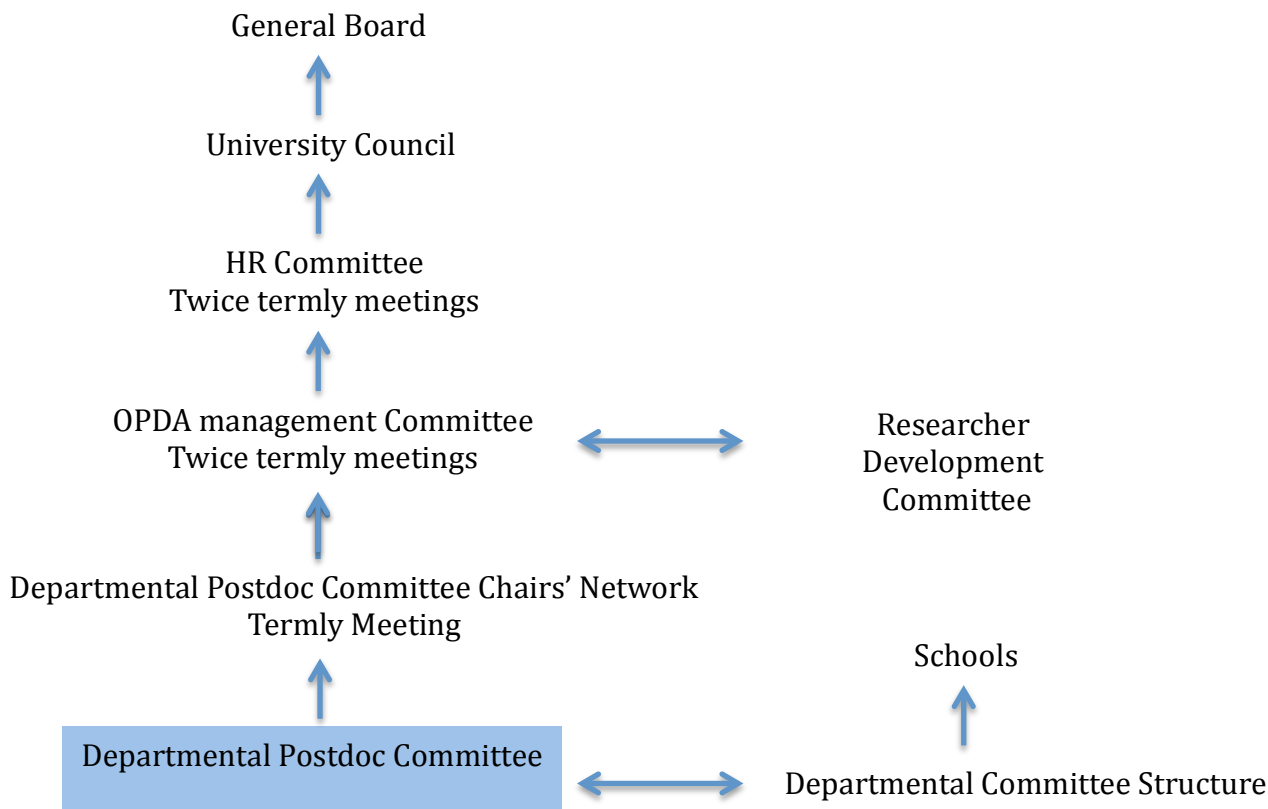 General Board
University Council
HR Committee
Twice termly meetings
OPDA management Committee
Twice termly meetings
Researcher
Development
Committee
Departmental Postdoc Committee Chairs’ Network
Termly Meeting
Schools
Departmental Postdoc Committee
Departmental Committee Structure